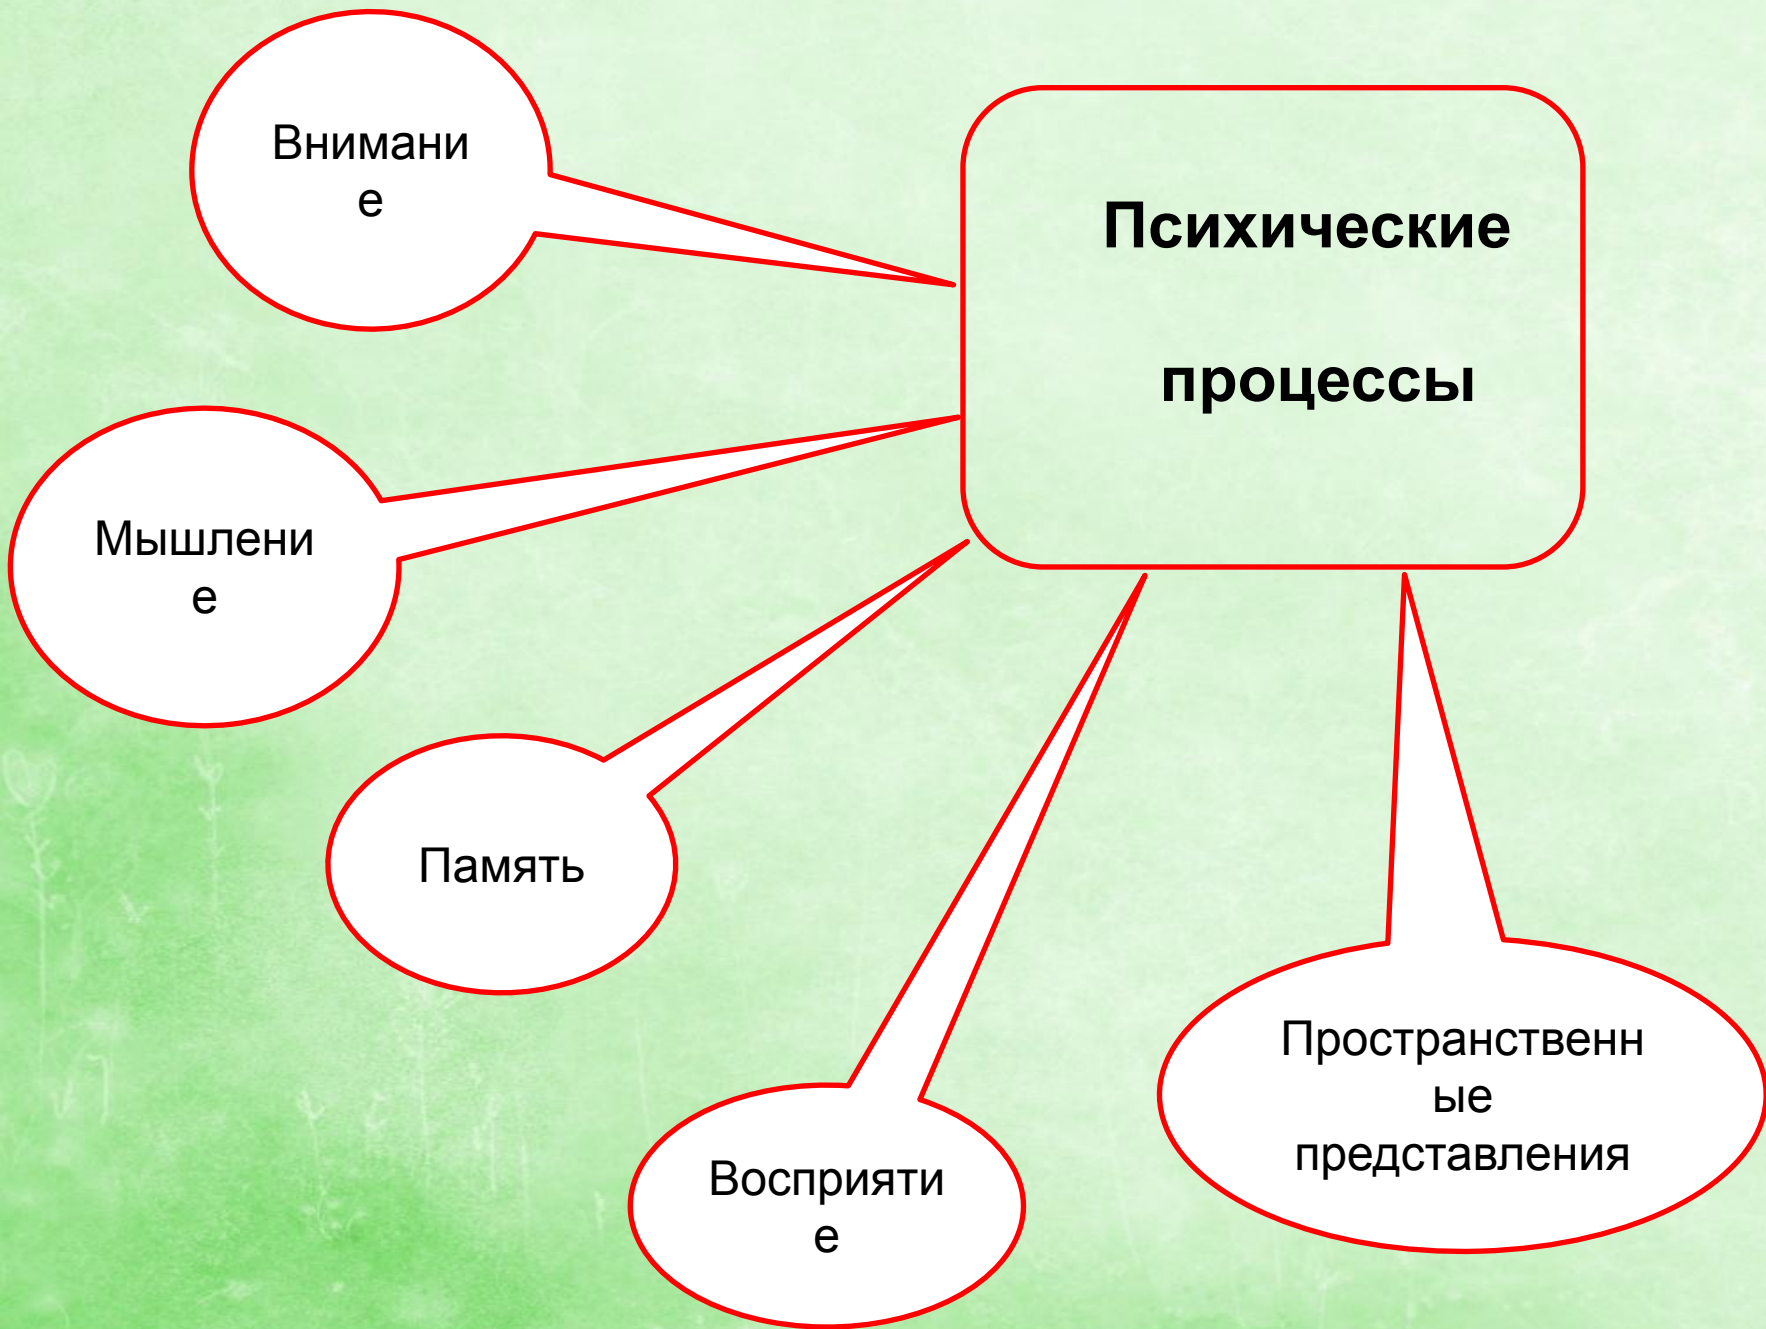 Внимани
е
Психические
процессы
Мышлени
е
Память
Восприяти
е
Пространственн
ые
представления